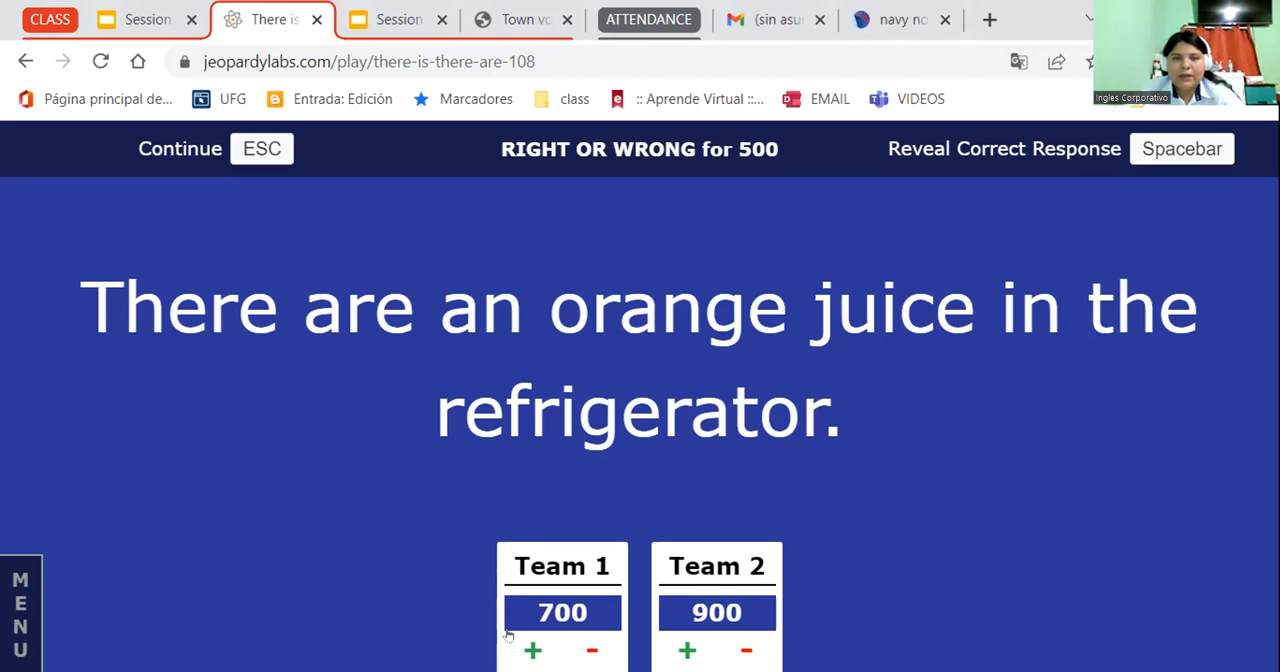 CLASS
Session
There is
Session
Town vo
ATTENDANCE
(sin asu
navy no
jeopardylabs.com/play/there-is-there-are-108
Página principal de...
UFG
Entrada: Edición
Marcadores
class
:: Aprende Virtual ::...
EMAIL
VIDEOS
Ingles Corporativo
Continue ESC
RIGHT OR WRONG for 500
Reveal Correct Response Spacebar
There are an orange juice in the
refrigerator.
MENU
Team 1
700
+ -
Team 2
900
+ -